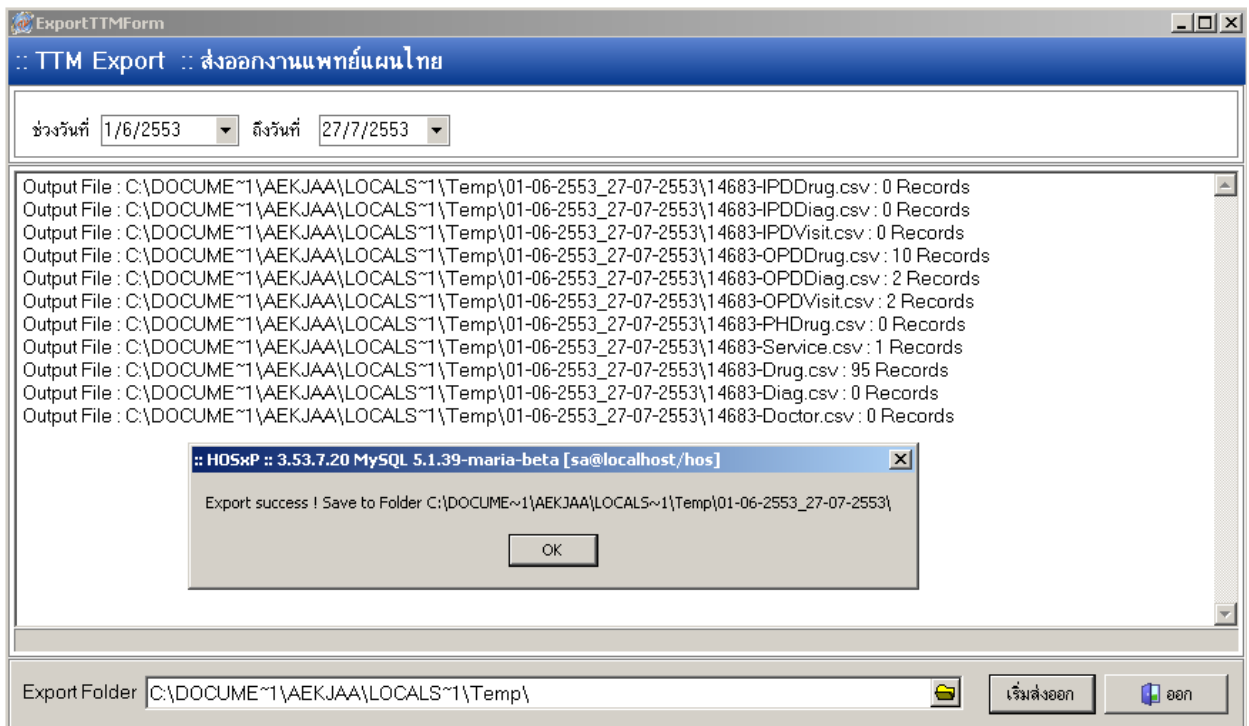 ExportTTMForm
:: TTM Export :: ส่งออกงานแพทย์แผนไทย
ช่วงวันที่ 1/6/2553 ถึงวันที่ 27/7/2553
Output File : C:\DOCUME~1\AEKJAA\LOCALS~1\Temp\01-06-2553_27-07-2553\14683-IPDDrug.csv : 0 Records
Output File : C:\DOCUME~1\AEKJAA\LOCALS~1\Temp\01-06-2553_27-07-2553\14683-IPDDiag.csv : 0 Records
Output File : C:\DOCUME~1\AEKJAA\LOCALS~1\Temp\01-06-2553_27-07-2553\14683-IPDVisit.csv : 0 Records
Output File : C:\DOCUME~1\AEKJAA\LOCALS~1\Temp\01-06-2553_27-07-2553\14683-OPDDrug.csv : 10 Records
Output File : C:\DOCUME~1\AEKJAA\LOCALS~1\Temp\01-06-2553_27-07-2553\14683-OPDDiag.csv : 2 Records
Output File : C:\DOCUME~1\AEKJAA\LOCALS~1\Temp\01-06-2553_27-07-2553\14683-OPDVisit.csv : 2 Records
Output File : C:\DOCUME~1\AEKJAA\LOCALS~1\Temp\01-06-2553_27-07-2553\14683-PHDrug.csv : 0 Records
Output File : C:\DOCUME~1\AEKJAA\LOCALS~1\Temp\01-06-2553_27-07-2553\14683-Service.csv : 1 Records
Output File : C:\DOCUME~1\AEKJAA\LOCALS~1\Temp\01-06-2553_27-07-2553\14683-Drug.csv : 95 Records
Output File : C:\DOCUME~1\AEKJAA\LOCALS~1\Temp\01-06-2553_27-07-2553\14683-Diag.csv : 0 Records
Output File : C:\DOCUME~1\AEKJAA\LOCALS~1\Temp\01-06-2553_27-07-2553\14683-Doctor.csv : 0 Records
:: HOSxP :: 3.53.7.20 MySQL 5.1.39-maria-beta [sa@localhost/hos]
Export success ! Save to Folder C:\DOCUME~1\AEKJAA\LOCALS~1\Temp\01-06-2553_27-07-2553\
OK
Export Folder C:\DOCUME~1\AEKJAA\LOCALS~1\Temp\ เริ่มส่งออก ออก